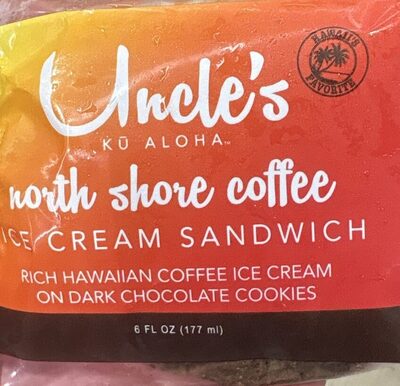 HAWAII'S
FAVORITE
Uncle's
KŪ ALOHA™
north shore coffee
ICE CREAM SANDWICH
RICH HAWAIIAN COFFEE ICE CREAM
ON DARK CHOCOLATE COOKIES
6 FL OZ (177 ml)